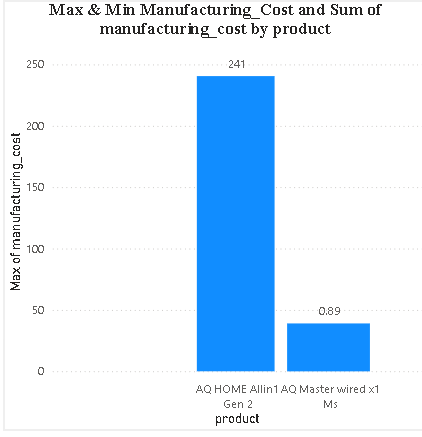 Max & Min Manufacturing_Cost and Sum of
manufacturing_cost by product
250
200
150
100
50
0
Max of manufacturing_cost
241
0.89
AQ HOME Allin1
Gen 2
AQ Master wired x1
Ms
product